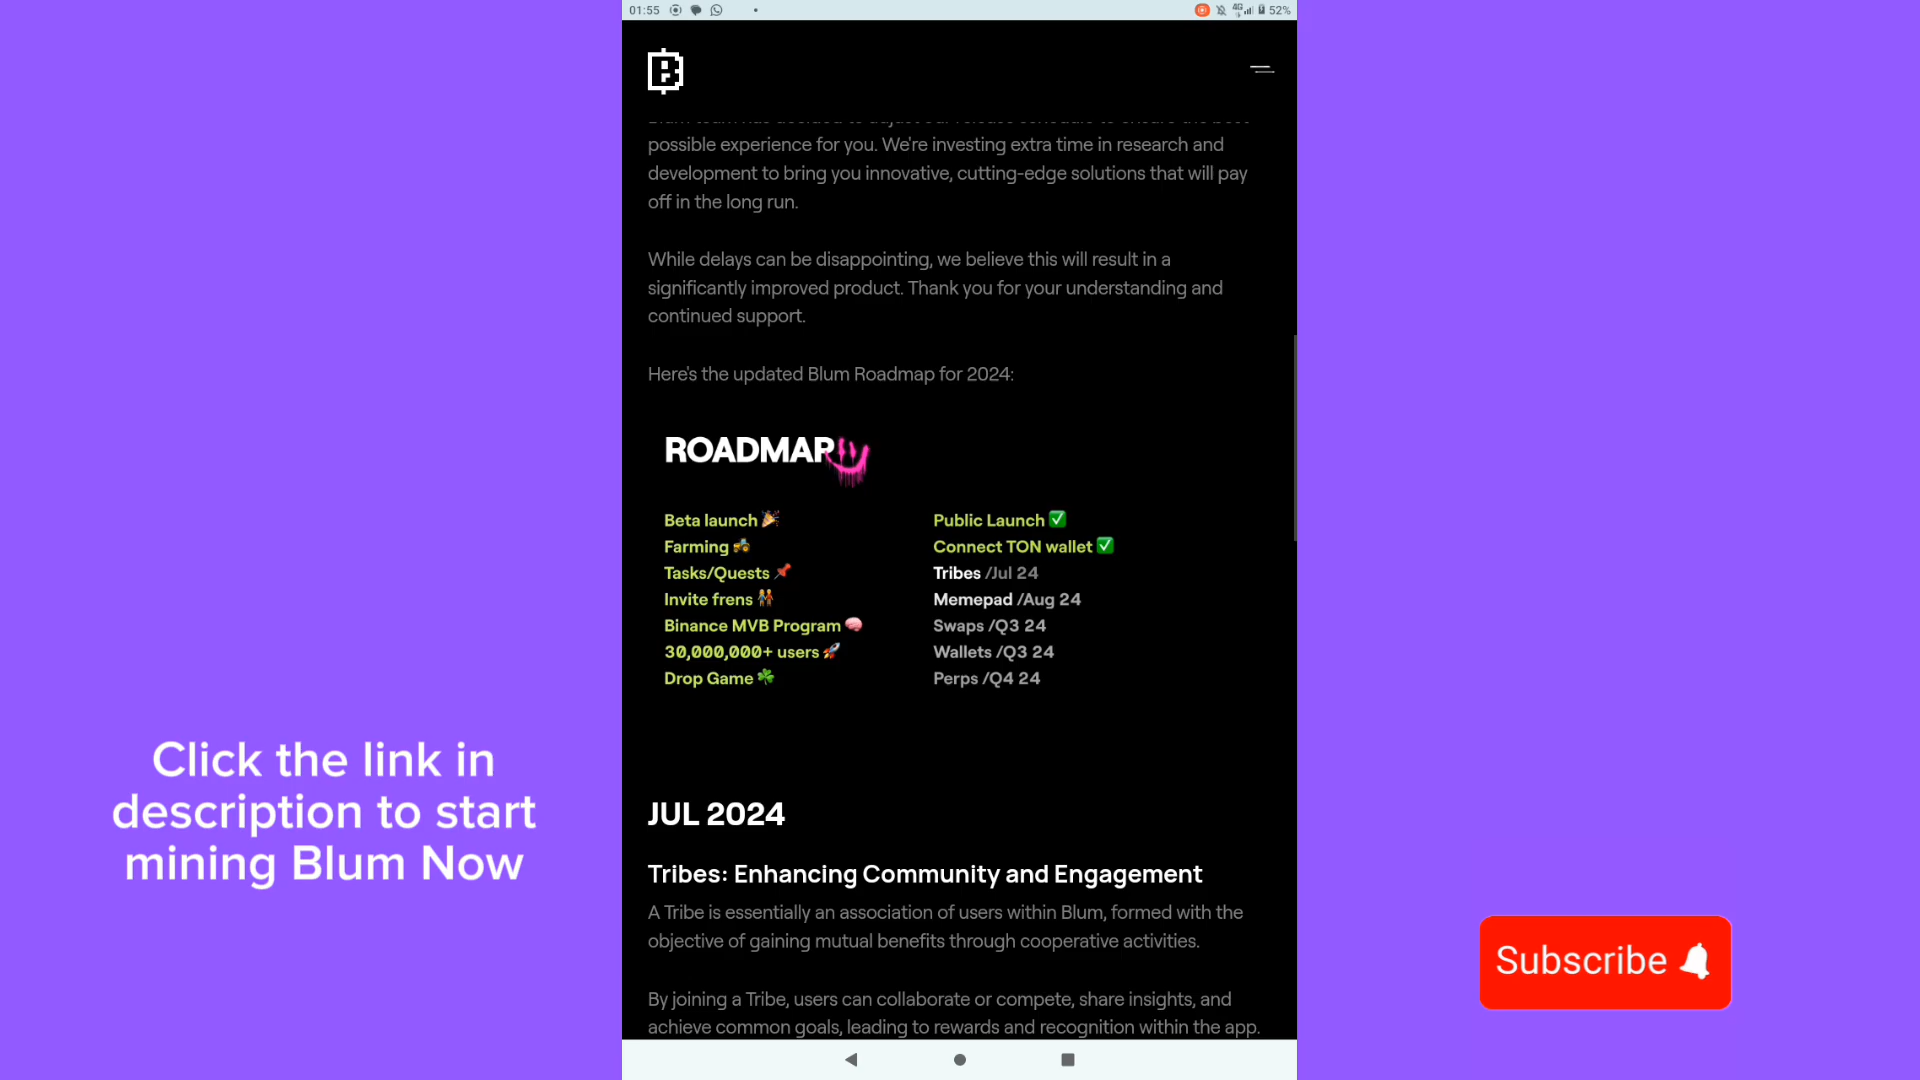 01:55
4G 52%
possible experience for you. We're investing extra time in research and
development to bring you innovative, cutting-edge solutions that will pay
off in the long run.
While delays can be disappointing, we believe this will result in a
significantly improved product. Thank you for your understanding and
continued support.
Here's the updated Blum Roadmap for 2024:
ROADMAP
Beta launch 🎉
Farming 🚜
Tasks/Quests 📌
Invite frens 👫
Binance MVB Program 🧠
30,000,000+ users 🚀
Drop Game ☘️
Public Launch ✅
Connect TON wallet ✅
Tribes /Jul 24
Memepad /Aug 24
Swaps /Q3 24
Wallets /Q3 24
Perps /Q4 24
JUL 2024
Tribes: Enhancing Community and Engagement
A Tribe is essentially an association of users within Blum, formed with the
objective of gaining mutual benefits through cooperative activities.
By joining a Tribe, users can collaborate or compete, share insights, and
achieve common goals, leading to rewards and recognition within the app.
Click the link in
description to start
mining Blum Now
Subscribe